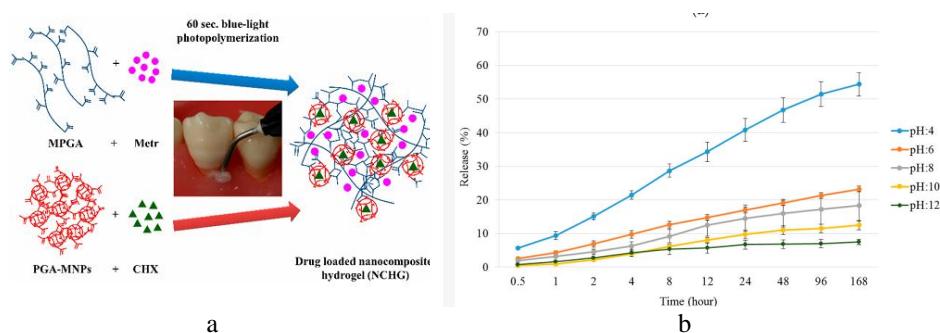 60 sec. blue-light
photopolymerization
+
MPGA + Metr
+
PGA-MNPs + CHX
Drug loaded nanocomposite
hydrogel (NCHG)
a
70
60
50
40
30
20
10
0
Release (%)
0.5 1 2 4 8 12 24 48 96 168
Time (hour)
pH:4
pH:6
pH:8
pH:10
pH:12
b